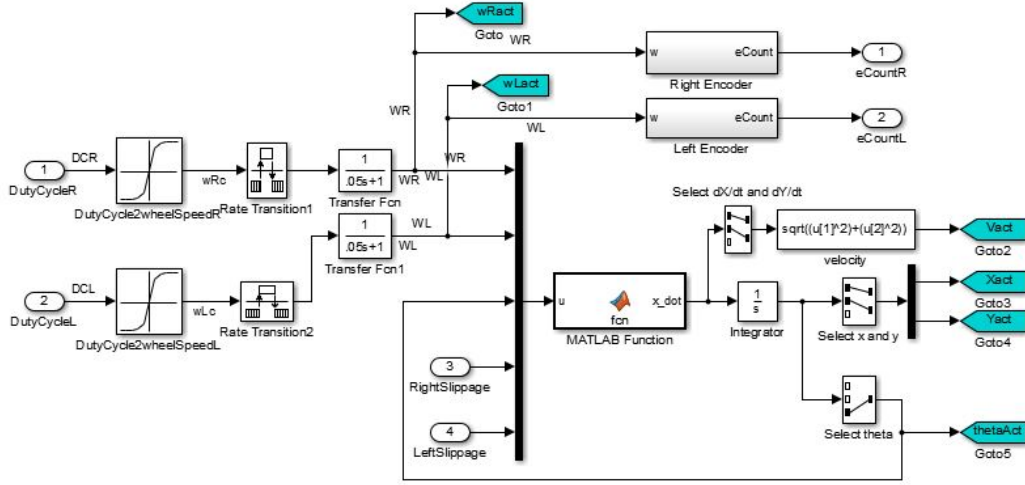 wRact
Goto
WR
w
eCount
1
Right Encoder
eCountR
wLact
Goto1
WR
WL
w
eCount
2
Left Encoder
eCountL
WL
1
DCR
DutyCycleR
DutyCycle2wheelSpeedR
wRc
Rate Transition1
1
.05s+1
Transfer Fcn
WR
WL
WR
WL
1
.05s+1
Transfer Fcn1
WL
2
DCL
DutyCycleL
DutyCycle2wheelSpeedL
wLc
Rate Transition2
Select dX/dt and dY/dt
sqrt((u[1]^2)+(u[2]^2))
velocity
Vact
Goto2
u
fcn
x_dot
MATLAB Function
1
s
Integrator
Select x and y
Xact
Goto3
Yact
Goto4
3
RightSlippage
4
LeftSlippage
Select theta
thetaAct
Goto5